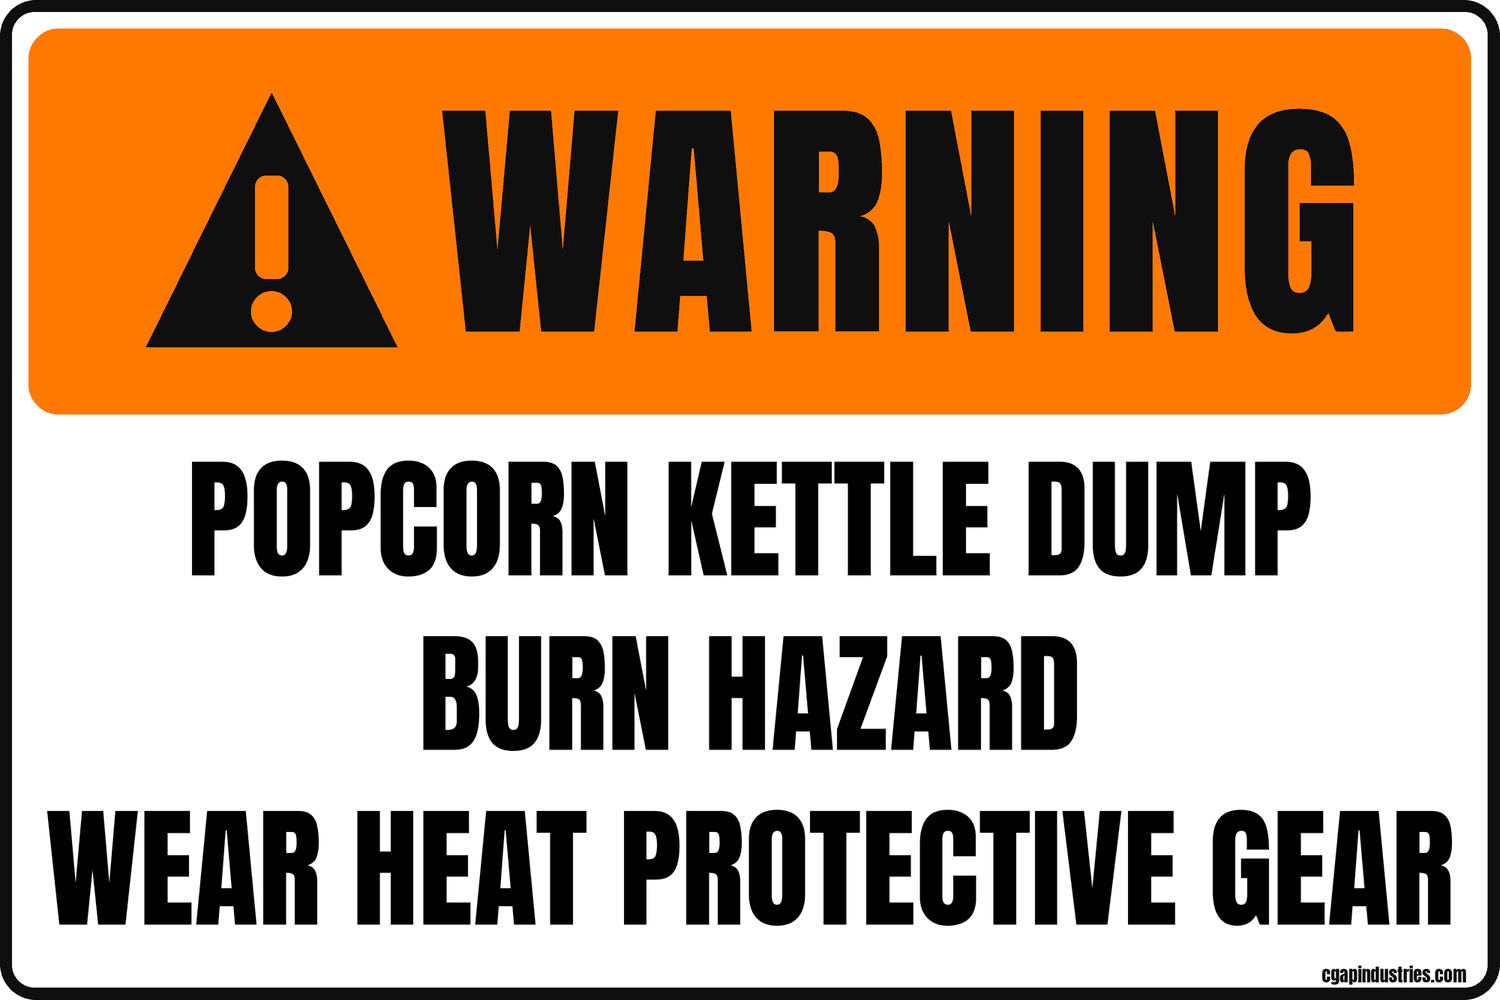 WARNING
POPCORN KETTLE DUMP
BURN HAZARD
WEAR HEAT PROTECTIVE GEAR
cgapindustries.com